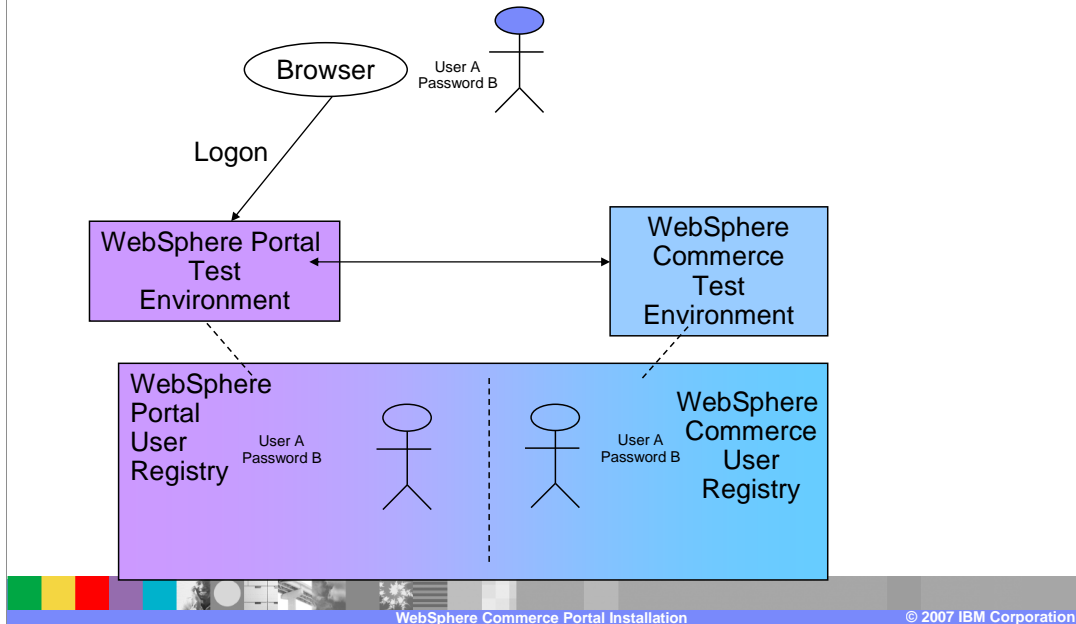 User A
Password B
Browser
Logon
WebSphere Portal
Test
Environment
WebSphere
Commerce
Test
Environment
WebSphere
Portal
User
Registry
User A
Password B
User A
Password B
WebSphere
Commerce
User
Registry
WebSphere Commerce Portal Installation
© 2007 IBM Corporation